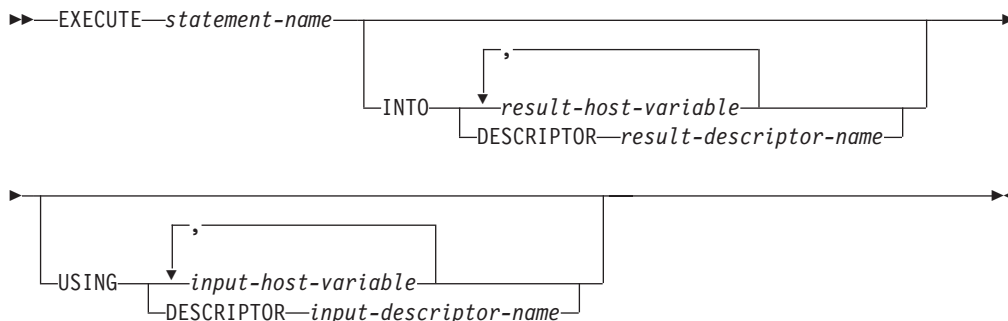 EXECUTE statement-name
,
INTO result-host-variable
DESCRIPTOR result-descriptor-name
,
USING input-host-variable
DESCRIPTOR input-descriptor-name